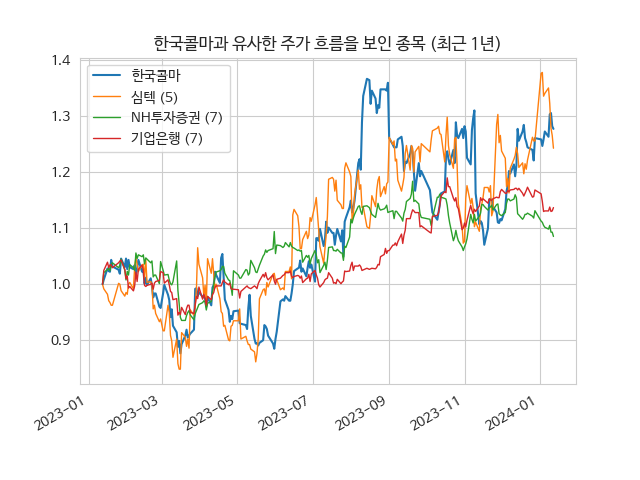 한국콜마과 유사한 주가 흐름을 보인 종목 (최근 1년)
한국콜마
심텍 (5)
NH투자증권 (7)
기업은행 (7)
1.4
1.3
1.2
1.1
1.0
0.9
2023-01
2023-03
2023-05
2023-07
2023-09
2023-11
2024-01